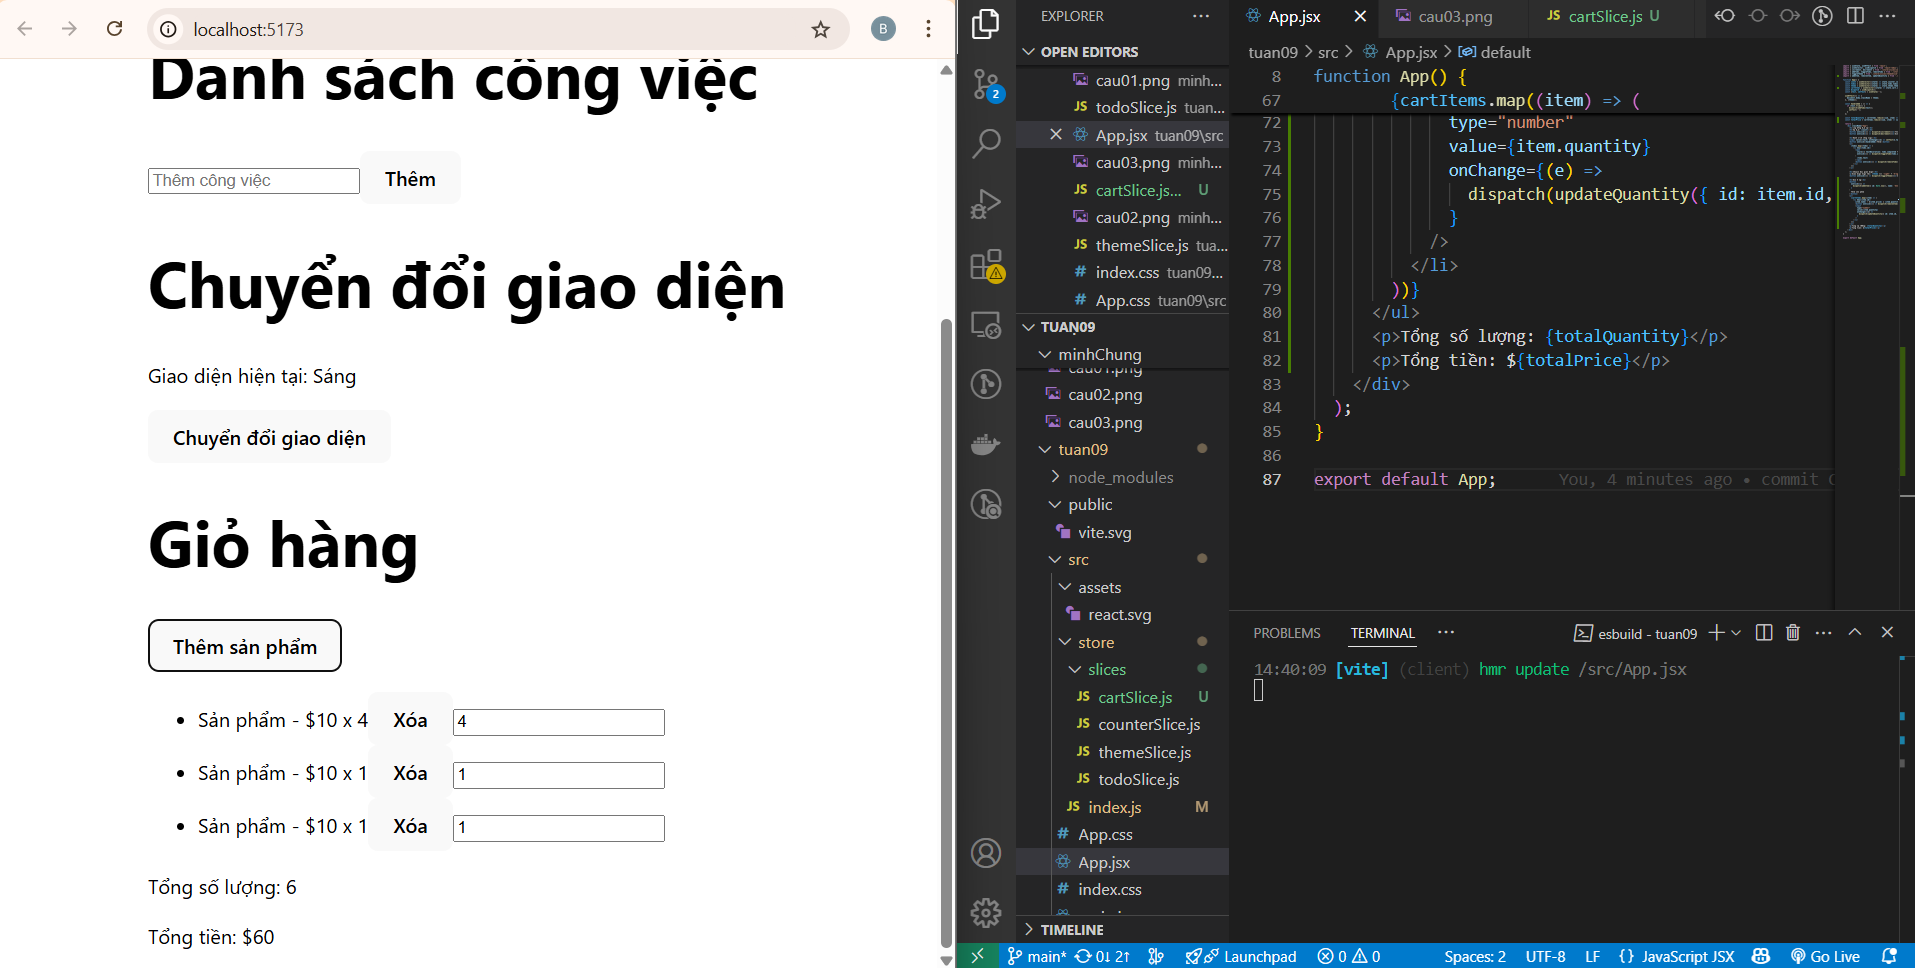 localhost:5173
B
Danh sách công việc
Thêm công việc
Thêm
Chuyển đổi giao diện
Giao diện hiện tại: Sáng
Chuyển đổi giao diện
Giỏ hàng
Thêm sản phẩm
Sản phẩm - $10 x 4 Xóa 4
Sản phẩm - $10 x 1 Xóa 1
Sản phẩm - $10 x 1 Xóa 1
Tổng số lượng: 6
Tổng tiền: $60
2
EXPLORER
OPEN EDITORS
cau01.png minh...
JS todoSlice.js tuan...
App.jsx tuan09\src
cau03.png minh...
JS cartSlice.js... U
cau02.png minh...
JS themeSlice.js tua...
# index.css tuan09...
# App.css tuan09\src
TUAN09
minhChung
cau01.png
cau02.png
cau03.png
tuan09
node_modules
public
vite.svg
src
assets
react.svg
store
slices
JS cartSlice.js U
JS counterSlice.js
JS themeSlice.js
JS todoSlice.js
JS index.js M
# App.css
App.jsx
# index.css
TIMELINE
App.jsx
cau03.png
JS cartSlice.js U
tuan09 > src > App.jsx > default
8 function App() {
67 {cartItems.map((item) => (
72 type="number"
73 value={item.quantity}
74 onChange={(e) =>
75 dispatch(updateQuantity({ id: item.id,
76 }
77 />
78 </li>
79 ))}
80 </ul>
81 <p>Tổng số lượng: {totalQuantity}</p>
82 <p>Tổng tiền: ${totalPrice}</p>
83 </div>
84 );
85 }
86
87 export default App; You, 4 minutes ago • commit
PROBLEMS
TERMINAL
esbuild - tuan09
14:40:09 [vite] (client) hmr update /src/App.jsx
main* 0↓ 2↑ Launchpad 0 0 Spaces: 2 UTF-8 LF {} JavaScript JSX Go Live